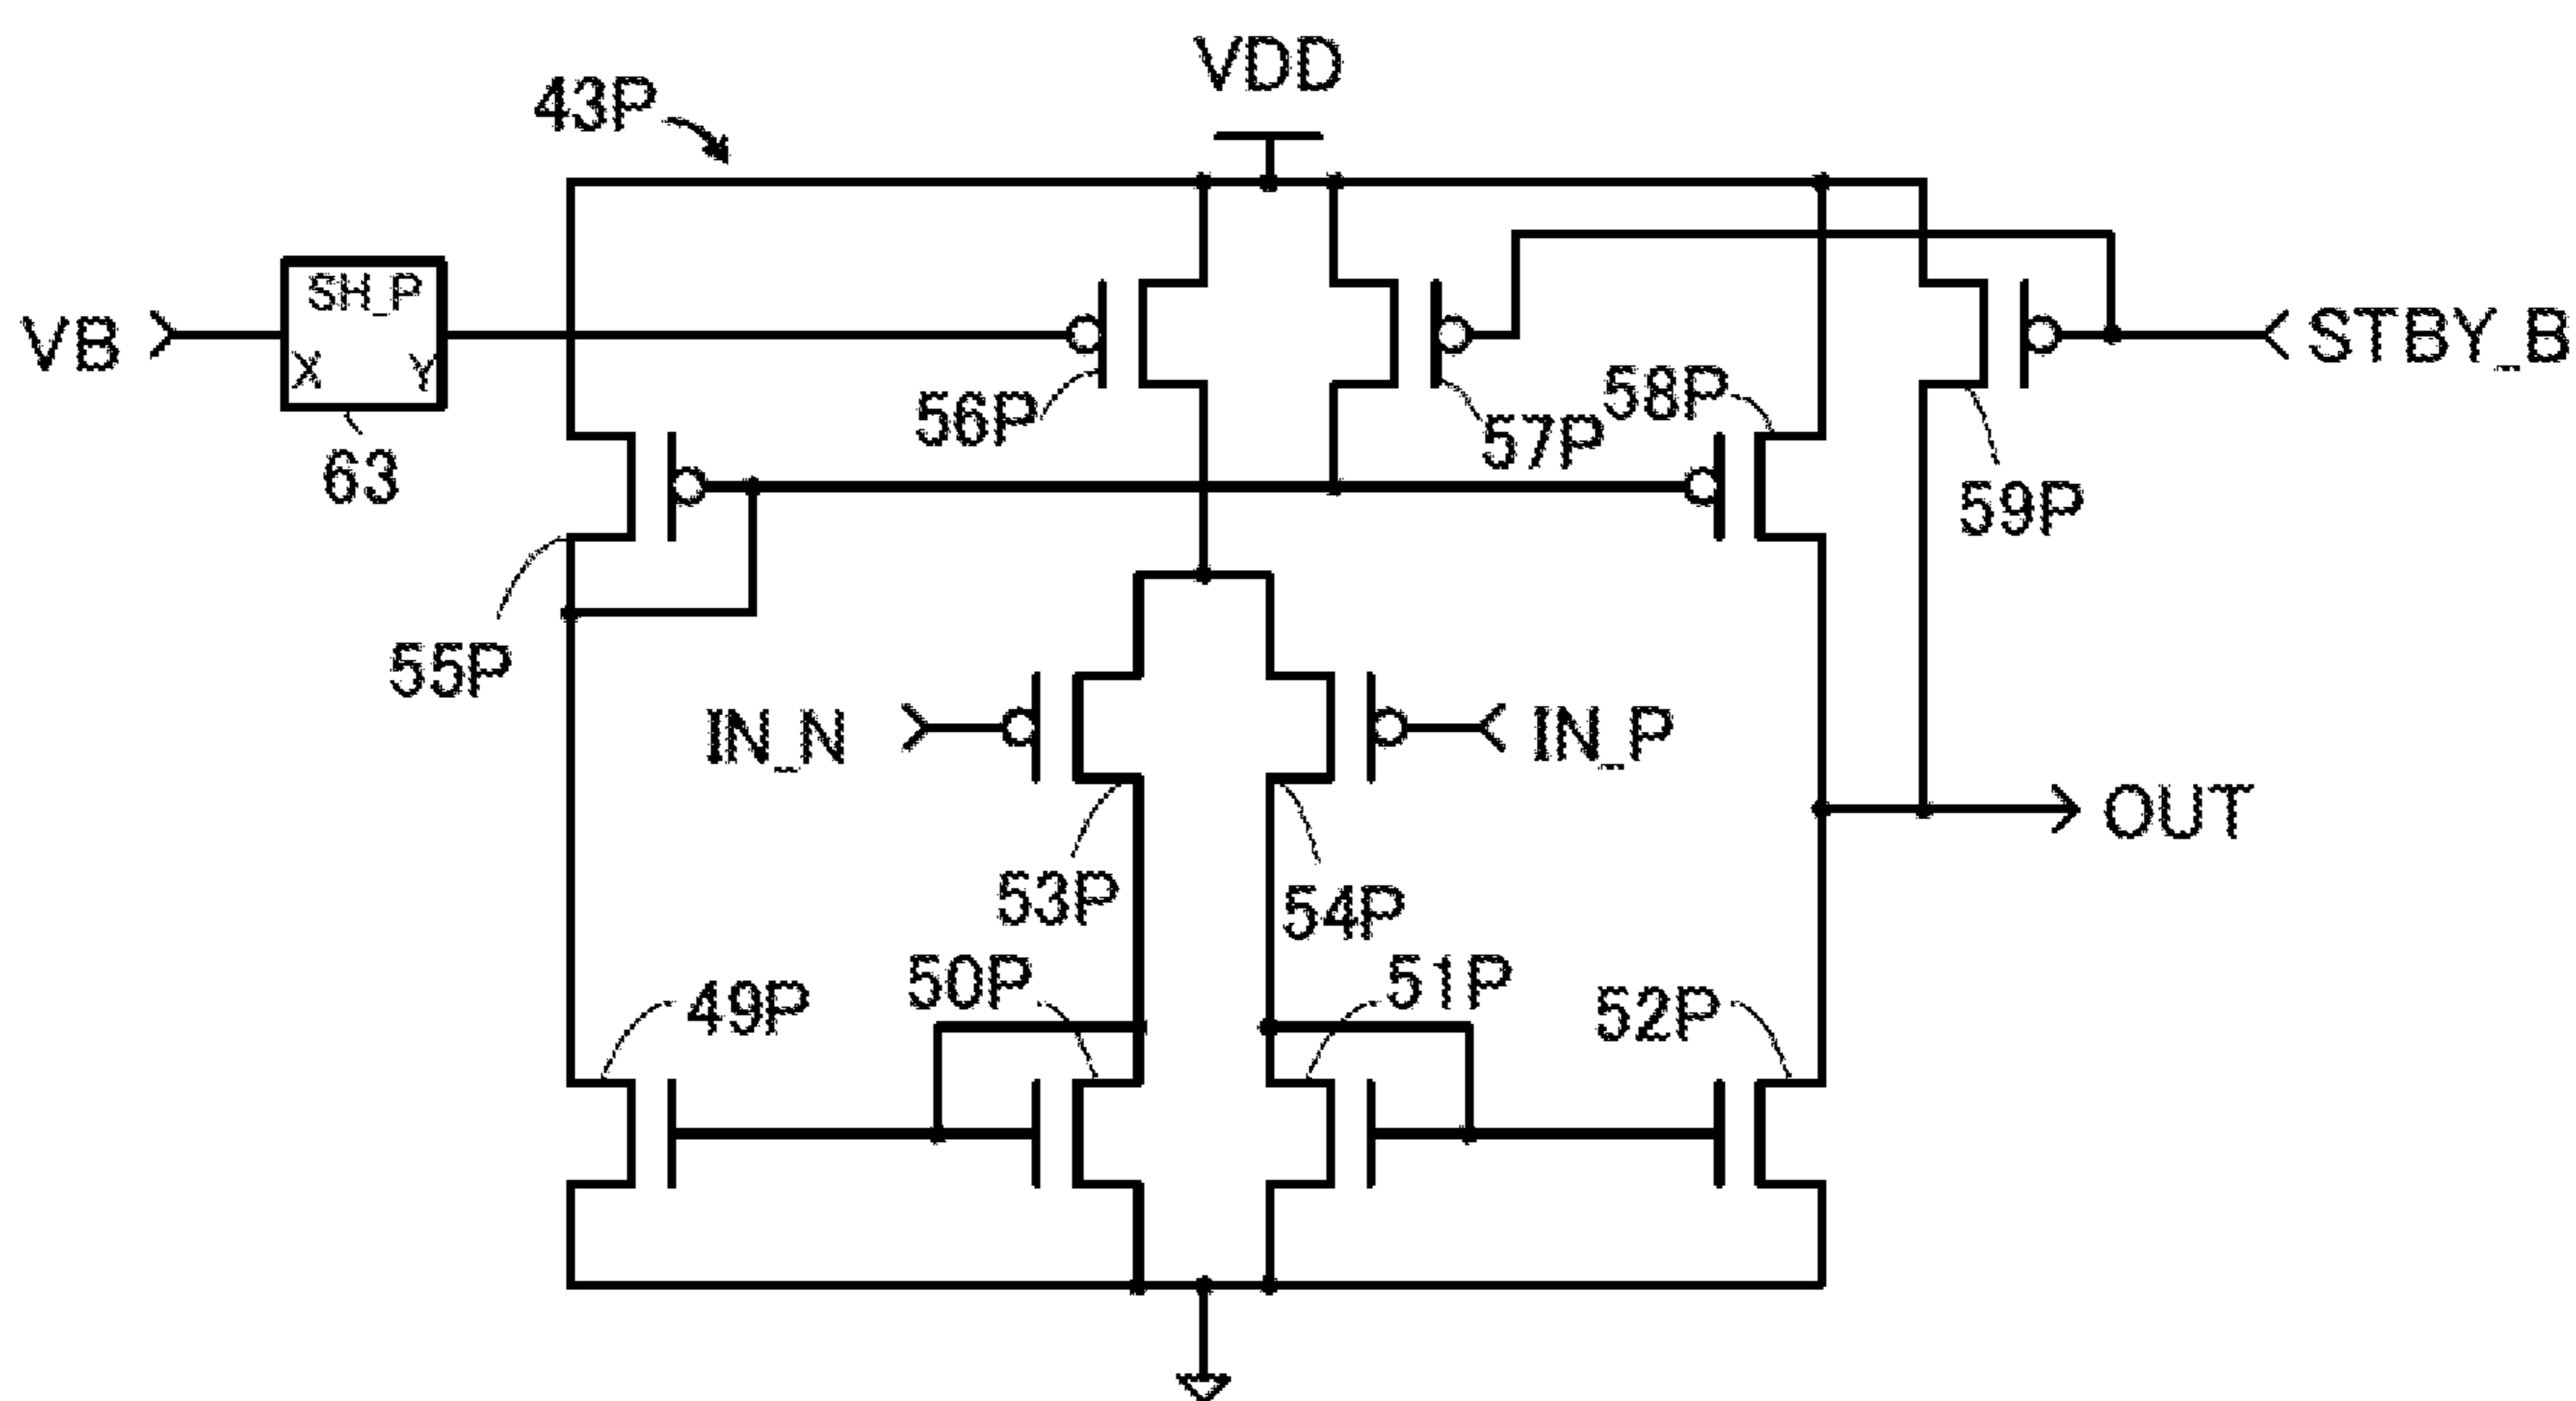 VDD
43P
SH_P
VB
X
Y
STBY_B
56P
57P
58P
63
59P
55P
IN_N
IN_P
OUT
53P
54P
50P
51P
49P
52P